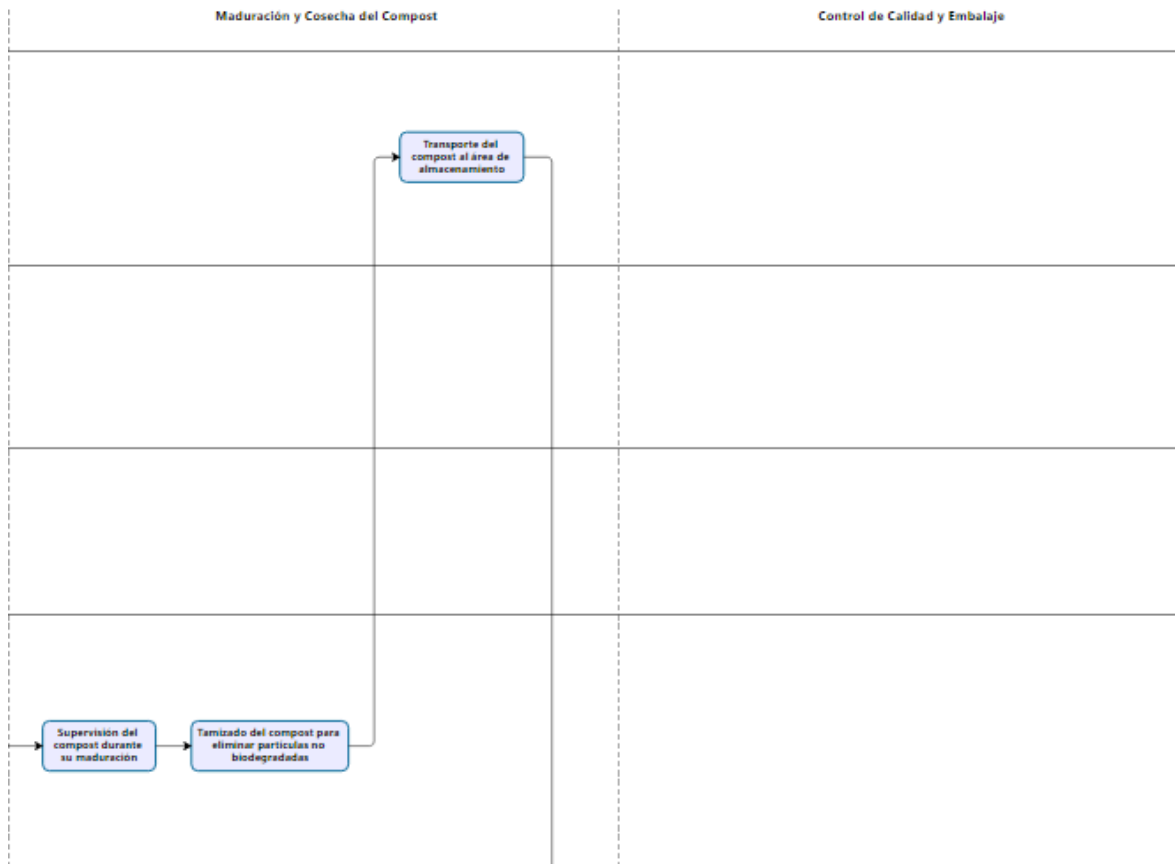 Maduración y Cosecha del Compost
Control de Calidad y Embalaje
Transporte del
compost al área de
almacenamiento
Supervisión del
compost durante
su maduración
Tamizado del compost para
eliminar partículas no
biodegradadas